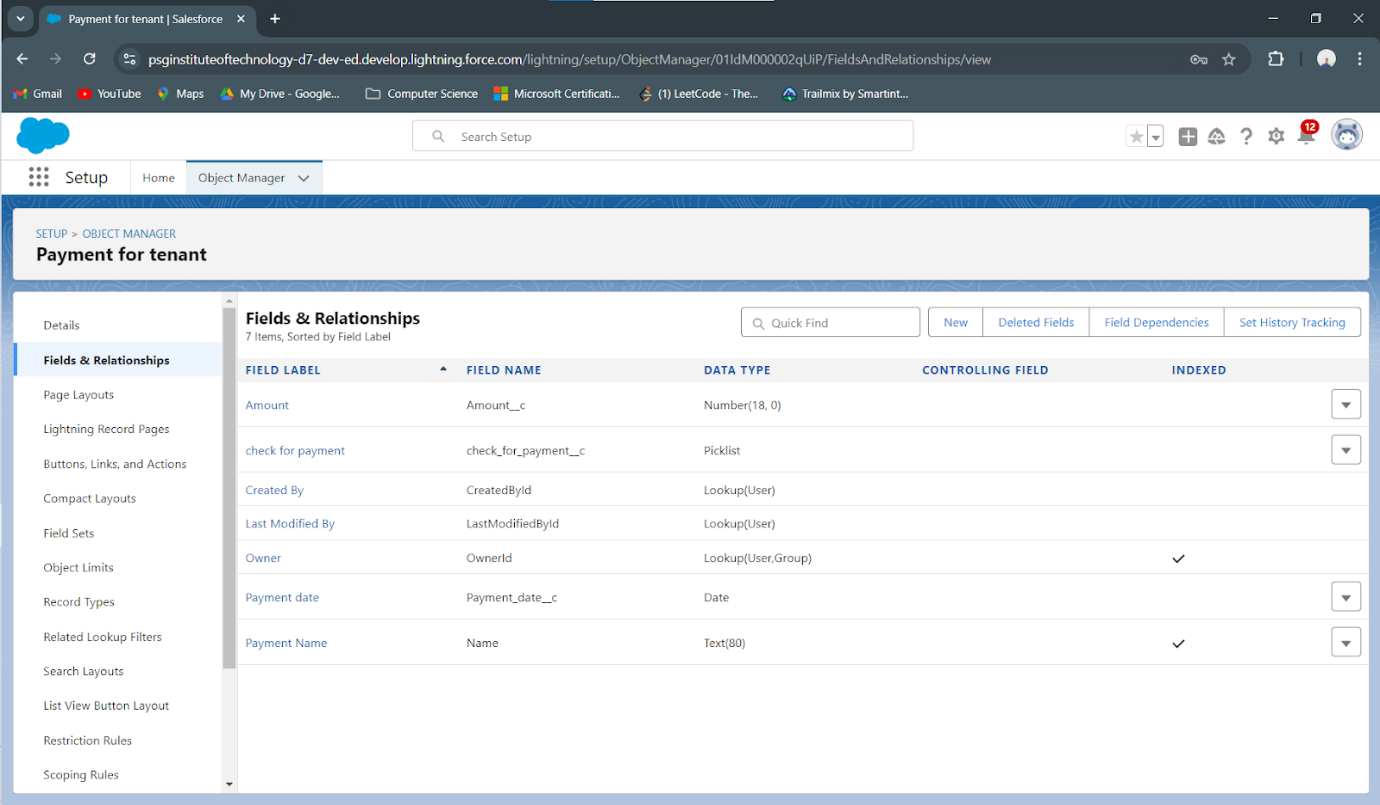 Payment for tenant | Salesforce
psginstituteoftechnology-d7-dev-ed.develop.lightning.force.com/lightning/setup/ObjectManager/01IdM000002qUiP/FieldsAndRelationships/view
Gmail YouTube Maps My Drive - Google... Computer Science Microsoft Certificati... (1) LeetCode - The... Trailmix by Smartint...
Search Setup
12
Setup Home Object Manager
SETUP > OBJECT MANAGER
Payment for tenant
Details
Fields & Relationships
Page Layouts
Lightning Record Pages
Buttons, Links, and Actions
Compact Layouts
Field Sets
Object Limits
Record Types
Related Lookup Filters
Search Layouts
List View Button Layout
Restriction Rules
Scoping Rules
Fields & Relationships
7 Items, Sorted by Field Label
Quick Find New Deleted Fields Field Dependencies Set History Tracking
FIELD LABEL FIELD NAME DATA TYPE CONTROLLING FIELD INDEXED
Amount Amount__c Number(18, 0)
check for payment check_for_payment__c Picklist
Created By CreatedById Lookup(User)
Last Modified By LastModifiedById Lookup(User)
Owner OwnerId Lookup(User,Group)
Payment date Payment_date__c Date
Payment Name Name Text(80)